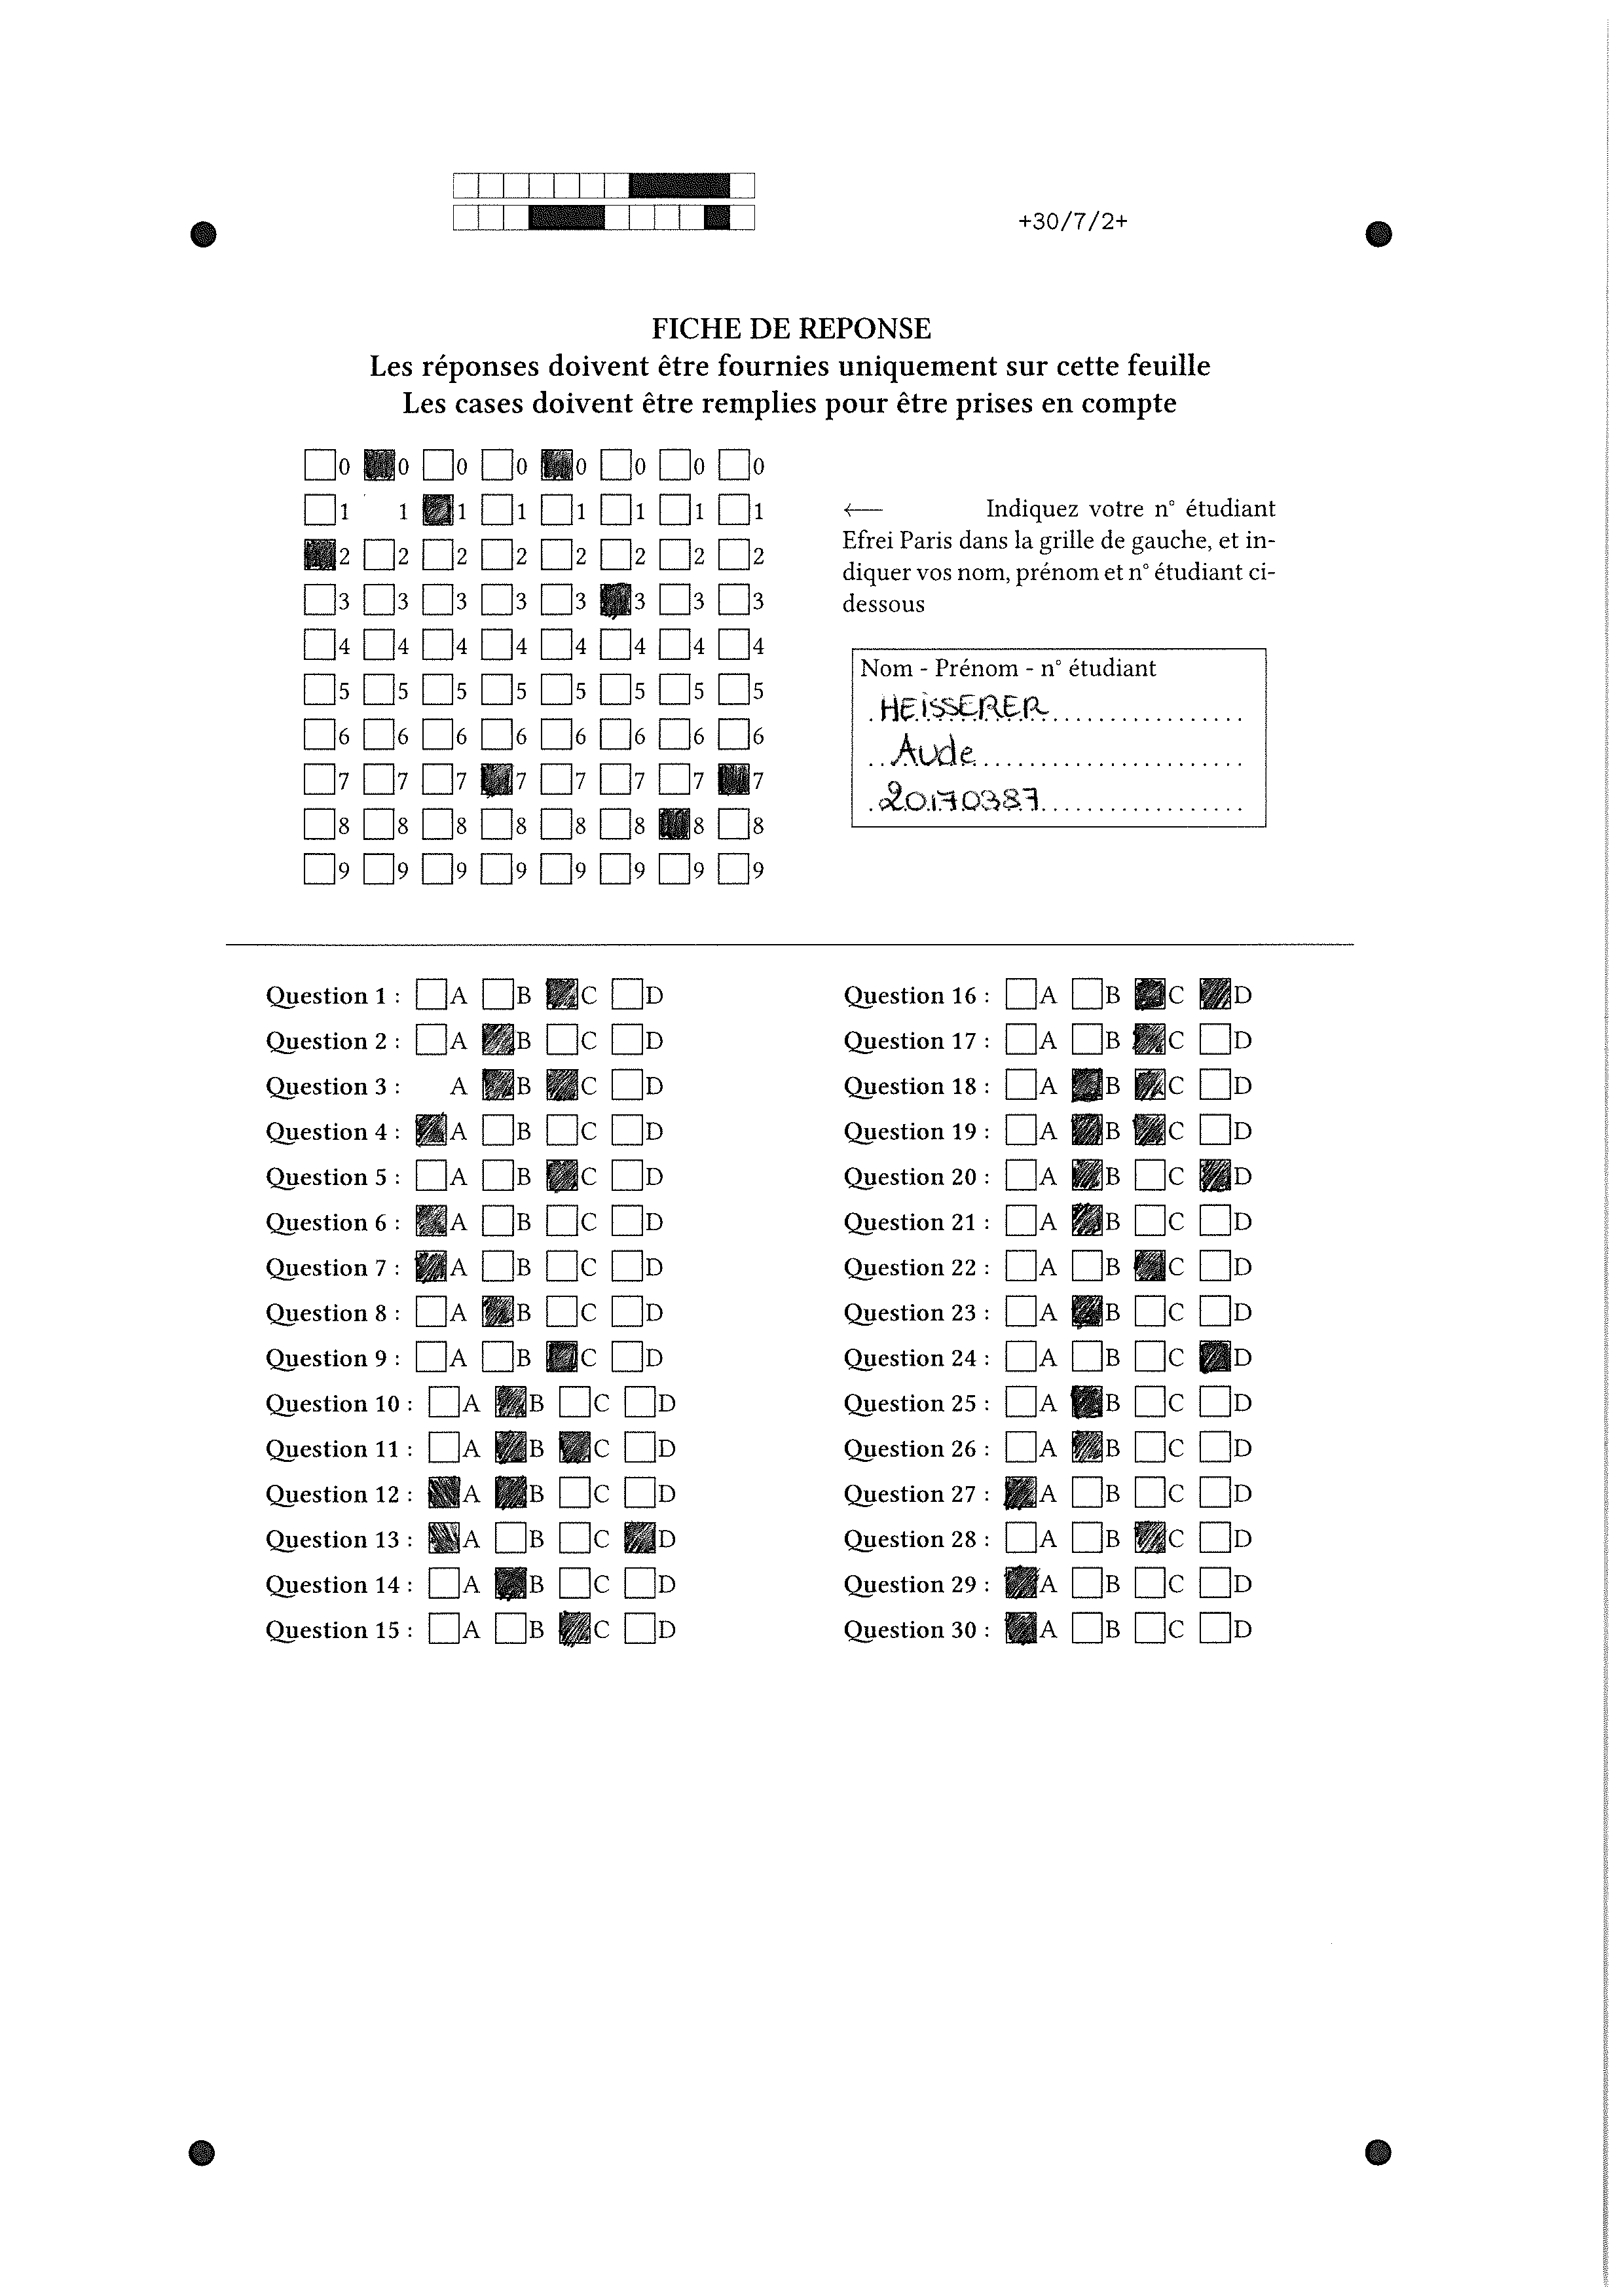 +30/7/2+
FICHE DE REPONSE
Les réponses doivent être fournies uniquement sur cette feuille
Les cases doivent être remplies pour être prises en compte
0 0 0 0 0 0 0 0
1 1 1 1 1 1 1 1
2 2 2 2 2 2 2 2
3 3 3 3 3 3 3 3
4 4 4 4 4 4 4 4
5 5 5 5 5 5 5 5
6 6 6 6 6 6 6 6
7 7 7 7 7 7 7 7
8 8 8 8 8 8 8 8
9 9 9 9 9 9 9 9
← Indiquez votre n° étudiant
Efrei Paris dans la grille de gauche, et in-
diquer vos nom, prénom et n° étudiant ci-
dessous
Nom - Prénom - n° étudiant
HEISSERER
Aude
20170387
Question 1 : A B C D
Question 2 : A B C D
Question 3 : A B C D
Question 4 : A B C D
Question 5 : A B C D
Question 6 : A B C D
Question 7 : A B C D
Question 8 : A B C D
Question 9 : A B C D
Question 10 : A B C D
Question 11 : A B C D
Question 12 : A B C D
Question 13 : A B C D
Question 14 : A B C D
Question 15 : A B C D
Question 16 : A B C D
Question 17 : A B C D
Question 18 : A B C D
Question 19 : A B C D
Question 20 : A B C D
Question 21 : A B C D
Question 22 : A B C D
Question 23 : A B C D
Question 24 : A B C D
Question 25 : A B C D
Question 26 : A B C D
Question 27 : A B C D
Question 28 : A B C D
Question 29 : A B C D
Question 30 : A B C D